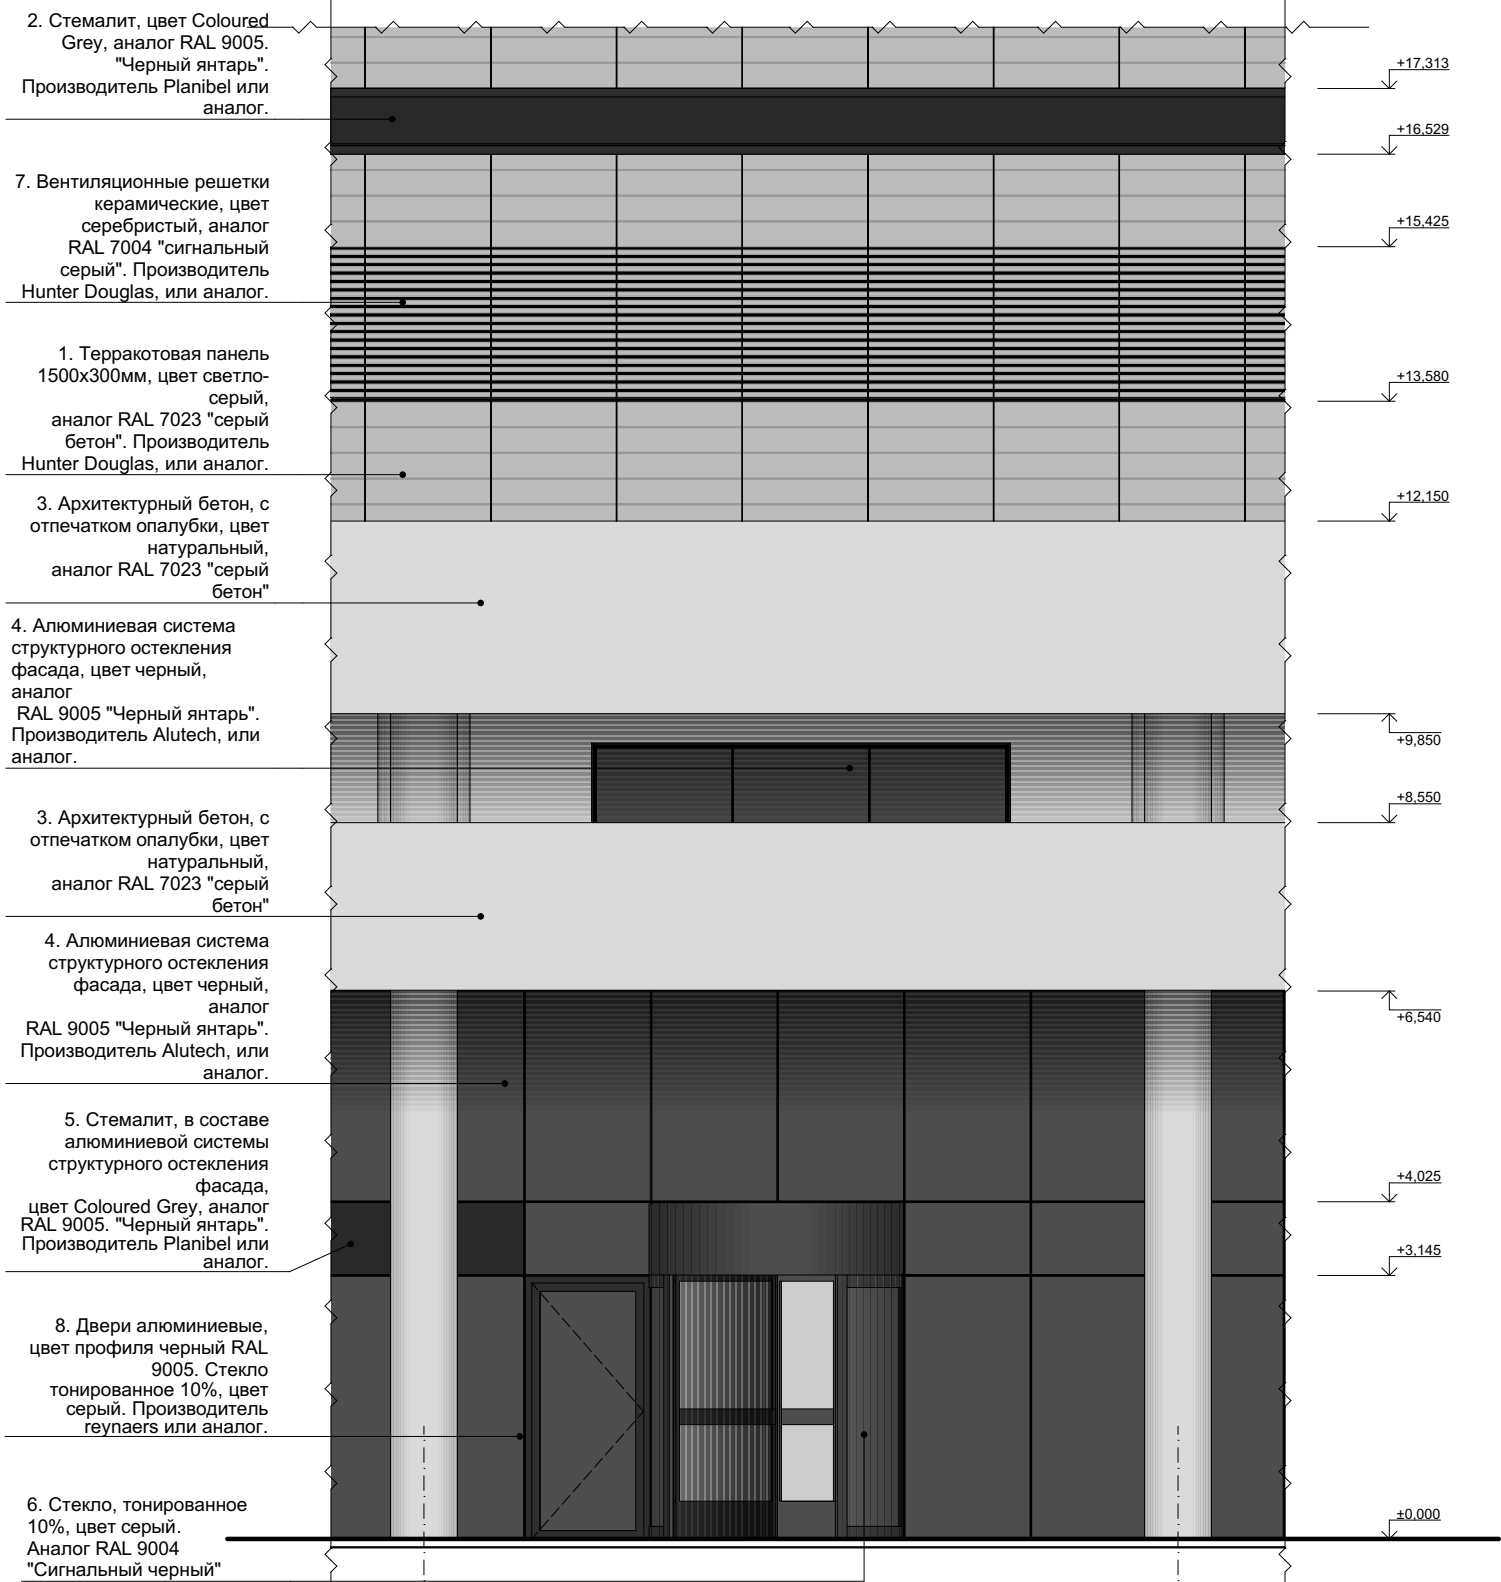 2. Стемалит, цвет Coloured
Grey, аналог RAL 9005.
"Черный янтарь".
Производитель Planibel или
аналог.
7. Вентиляционные решетки
керамические, цвет
серебристый, аналог
RAL 7004 "сигнальный
серый". Производитель
Hunter Douglas, или аналог.
1. Терракотовая панель
1500х300мм, цвет светло-
серый,
аналог RAL 7023 "серый
бетон". Производитель
Hunter Douglas, или аналог.
3. Архитектурный бетон, с
отпечатком опалубки, цвет
натуральный,
аналог RAL 7023 "серый
бетон"
4. Алюминиевая система
структурного остекления
фасада, цвет черный,
аналог
RAL 9005 "Черный янтарь".
Производитель Alutech, или
аналог.
3. Архитектурный бетон, с
отпечатком опалубки, цвет
натуральный,
аналог RAL 7023 "серый
бетон"
4. Алюминиевая система
структурного остекления
фасада, цвет черный,
аналог
RAL 9005 "Черный янтарь".
Производитель Alutech, или
аналог.
5. Стемалит, в составе
алюминиевой системы
структурного остекления
фасада,
цвет Coloured Grey, аналог
RAL 9005. "Черный янтарь".
Производитель Planibel или
аналог.
8. Двери алюминиевые,
цвет профиля черный RAL
9005. Стекло
тонированное 10%, цвет
серый. Производитель
reynaers или аналог.
6. Стекло, тонированное
10%, цвет серый.
Аналог RAL 9004
"Сигнальный черный"
+17,313
+16,529
+15,425
+13,580
+12,150
+9,850
+8,550
+6,540
+4,025
+3,145
±0,000